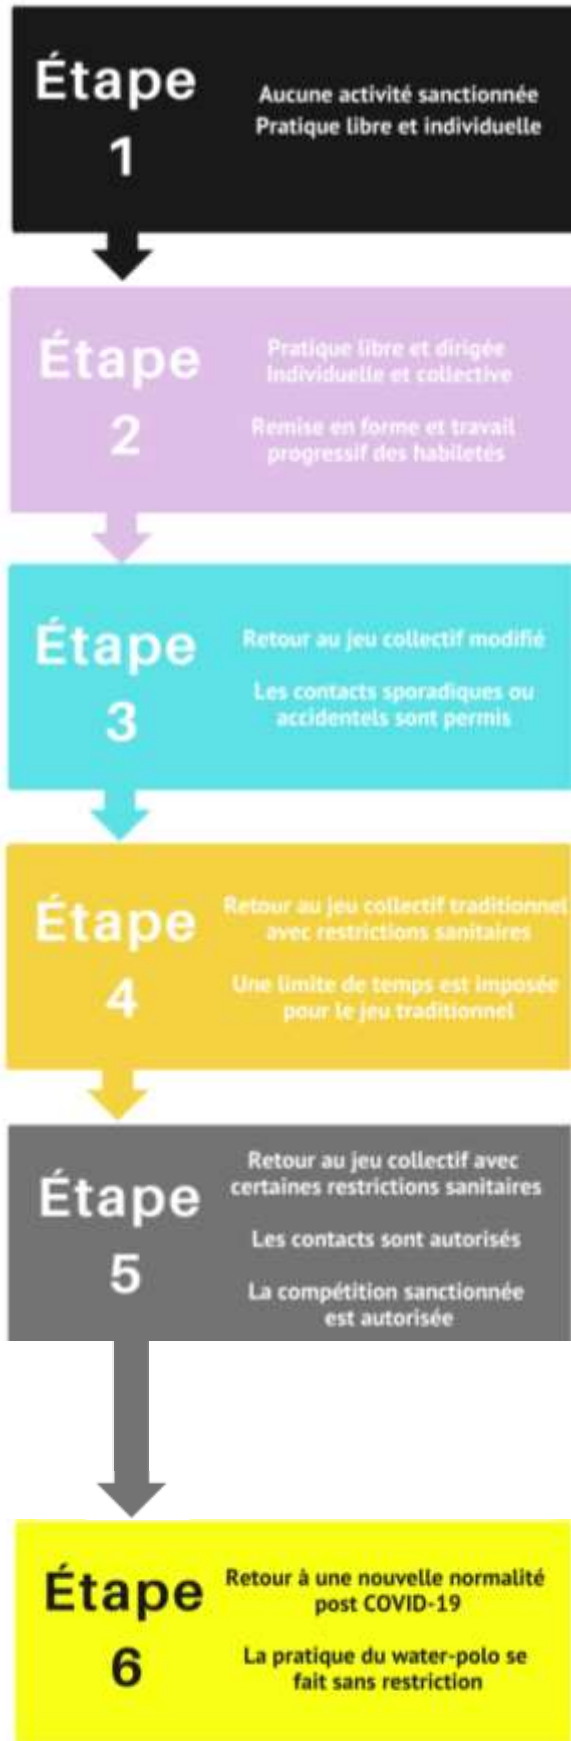 Étape
1
Aucune activité sanctionnée
Pratique libre et individuelle
Étape
2
Pratique libre et dirigée
Individuelle et collective
Remise en forme et travail
progressif des habiletés
Étape
3
Retour au jeu collectif modifié
Les contacts sporadiques ou
accidentels sont permis
Étape
4
Retour au jeu collectif traditionnel
avec restrictions sanitaires
Une limite de temps est imposée
pour le jeu traditionnel
Étape
5
Retour au jeu collectif avec
certaines restrictions sanitaires
Les contacts sont autorisés
La compétition sanctionnée
est autorisée
Étape
6
Retour à une nouvelle normalité
post COVID-19
La pratique du water-polo se
fait sans restriction